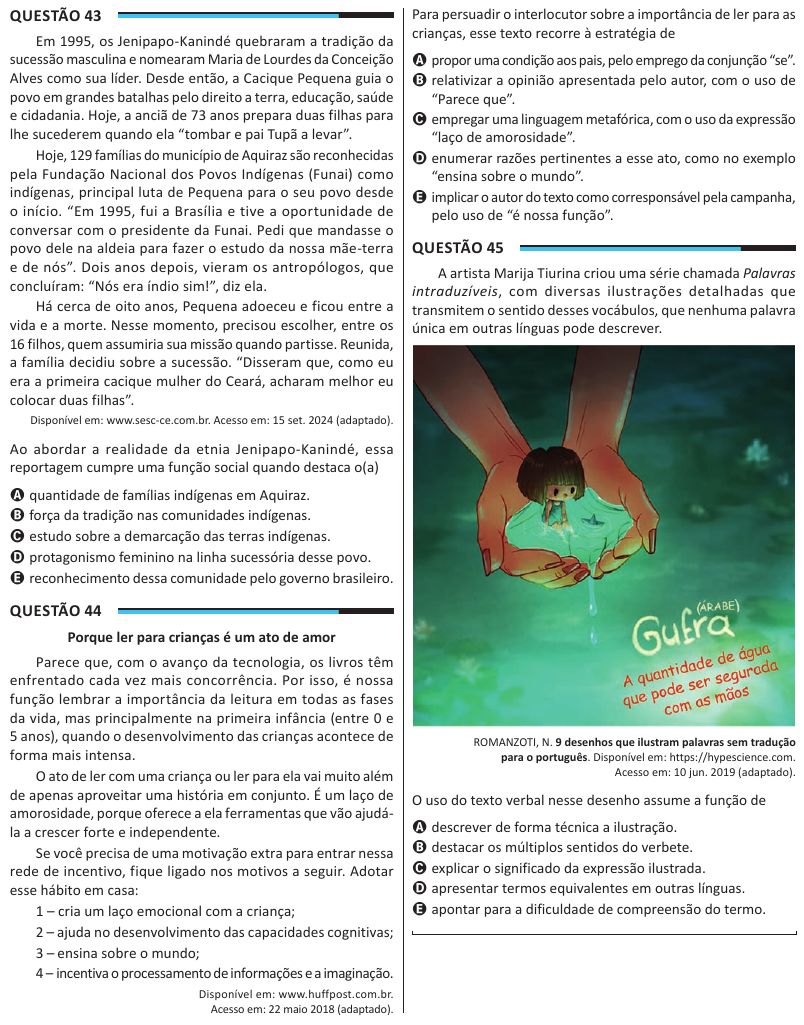 QUESTÃO 43
Em 1995, os Jenipapo-Kanindé quebraram a tradição da
sucessão masculina e nomearam Maria de Lourdes da Conceição
Alves como sua líder. Desde então, a Cacique Pequena guia o
povo em grandes batalhas pelo direito a terra, educação, saúde
e cidadania. Hoje, a anciã de 73 anos prepara duas filhas para
lhe sucederem quando ela “tombar e pai Tupã a levar”.
Hoje, 129 famílias do município de Aquiraz são reconhecidas
pela Fundação Nacional dos Povos Indígenas (Funai) como
indígenas, principal luta de Pequena para o seu povo desde
o início. “Em 1995, fui a Brasília e tive a oportunidade de
conversar com o presidente da Funai. Pedi que mandasse o
povo dele na aldeia para fazer o estudo da nossa mãe-terra
e de nós”. Dois anos depois, vieram os antropólogos, que
concluíram: “Nós era índio sim!”, diz ela.
Há cerca de oito anos, Pequena adoeceu e ficou entre a
vida e a morte. Nesse momento, precisou escolher, entre os
16 filhos, quem assumiria sua missão quando partisse. Reunida,
a família decidiu sobre a sucessão. “Disseram que, como eu
era a primeira cacique mulher do Ceará, acharam melhor eu
colocar duas filhas”.
Disponível em: www.sesc-ce.com.br. Acesso em: 15 set. 2024 (adaptado).
Ao abordar a realidade da etnia Jenipapo-Kanindé, essa
reportagem cumpre uma função social quando destaca o(a)
A quantidade de famílias indígenas em Aquiraz.
B força da tradição nas comunidades indígenas.
C estudo sobre a demarcação das terras indígenas.
D protagonismo feminino na linha sucessória desse povo.
E reconhecimento dessa comunidade pelo governo brasileiro.
QUESTÃO 44
Porque ler para crianças é um ato de amor
Parece que, com o avanço da tecnologia, os livros têm
enfrentado cada vez mais concorrência. Por isso, é nossa
função lembrar a importância da leitura em todas as fases
da vida, mas principalmente na primeira infância (entre 0 e
5 anos), quando o desenvolvimento das crianças acontece de
forma mais intensa.
O ato de ler com uma criança ou ler para ela vai muito além
de apenas aproveitar uma história em conjunto. É um laço de
amorosidade, porque oferece a ela ferramentas que vão ajudá-
la a crescer forte e independente.
Se você precisa de uma motivação extra para entrar nessa
rede de incentivo, fique ligado nos motivos a seguir. Adotar
esse hábito em casa:
1 – cria um laço emocional com a criança;
2 – ajuda no desenvolvimento das capacidades cognitivas;
3 – ensina sobre o mundo;
4 – incentiva o processamento de informações e a imaginação.
Disponível em: www.huffpost.com.br.
Acesso em: 22 maio 2018 (adaptado).
Para persuadir o interlocutor sobre a importância de ler para as
crianças, esse texto recorre à estratégia de
A propor uma condição aos pais, pelo emprego da conjunção “se”.
B relativizar a opinião apresentada pelo autor, com o uso de
“Parece que”.
C empregar uma linguagem metafórica, com o uso da expressão
“laço de amorosidade”.
D enumerar razões pertinentes a esse ato, como no exemplo
“ensina sobre o mundo”.
E implicar o autor do texto como corresponsável pela campanha,
pelo uso de “é nossa função”.
QUESTÃO 45
A artista Marija Tiurina criou uma série chamada Palavras
intraduzíveis, com diversas ilustrações detalhadas que
transmitem o sentido desses vocábulos, que nenhuma palavra
única em outras línguas pode descrever.
(ÁRABE)
Gufra
A quantidade de água
que pode ser segurada
com as mãos
ROMANZOTI, N. 9 desenhos que ilustram palavras sem tradução
para o português. Disponível em: https://hypescience.com.
Acesso em: 10 jun. 2019 (adaptado).
O uso do texto verbal nesse desenho assume a função de
A descrever de forma técnica a ilustração.
B destacar os múltiplos sentidos do verbete.
C explicar o significado da expressão ilustrada.
D apresentar termos equivalentes em outras línguas.
E apontar para a dificuldade de compreensão do termo.